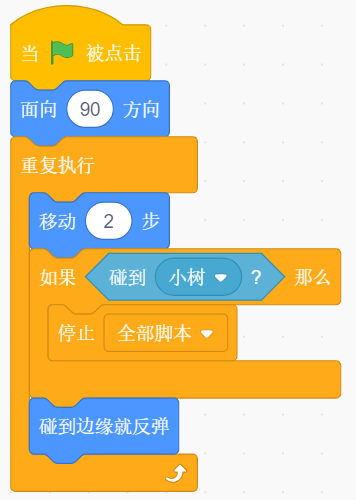 当 被点击
面向 90 方向
重复执行
移动 2 步
如果 碰到 小树 ? 那么
停止 全部脚本
碰到边缘就反弹